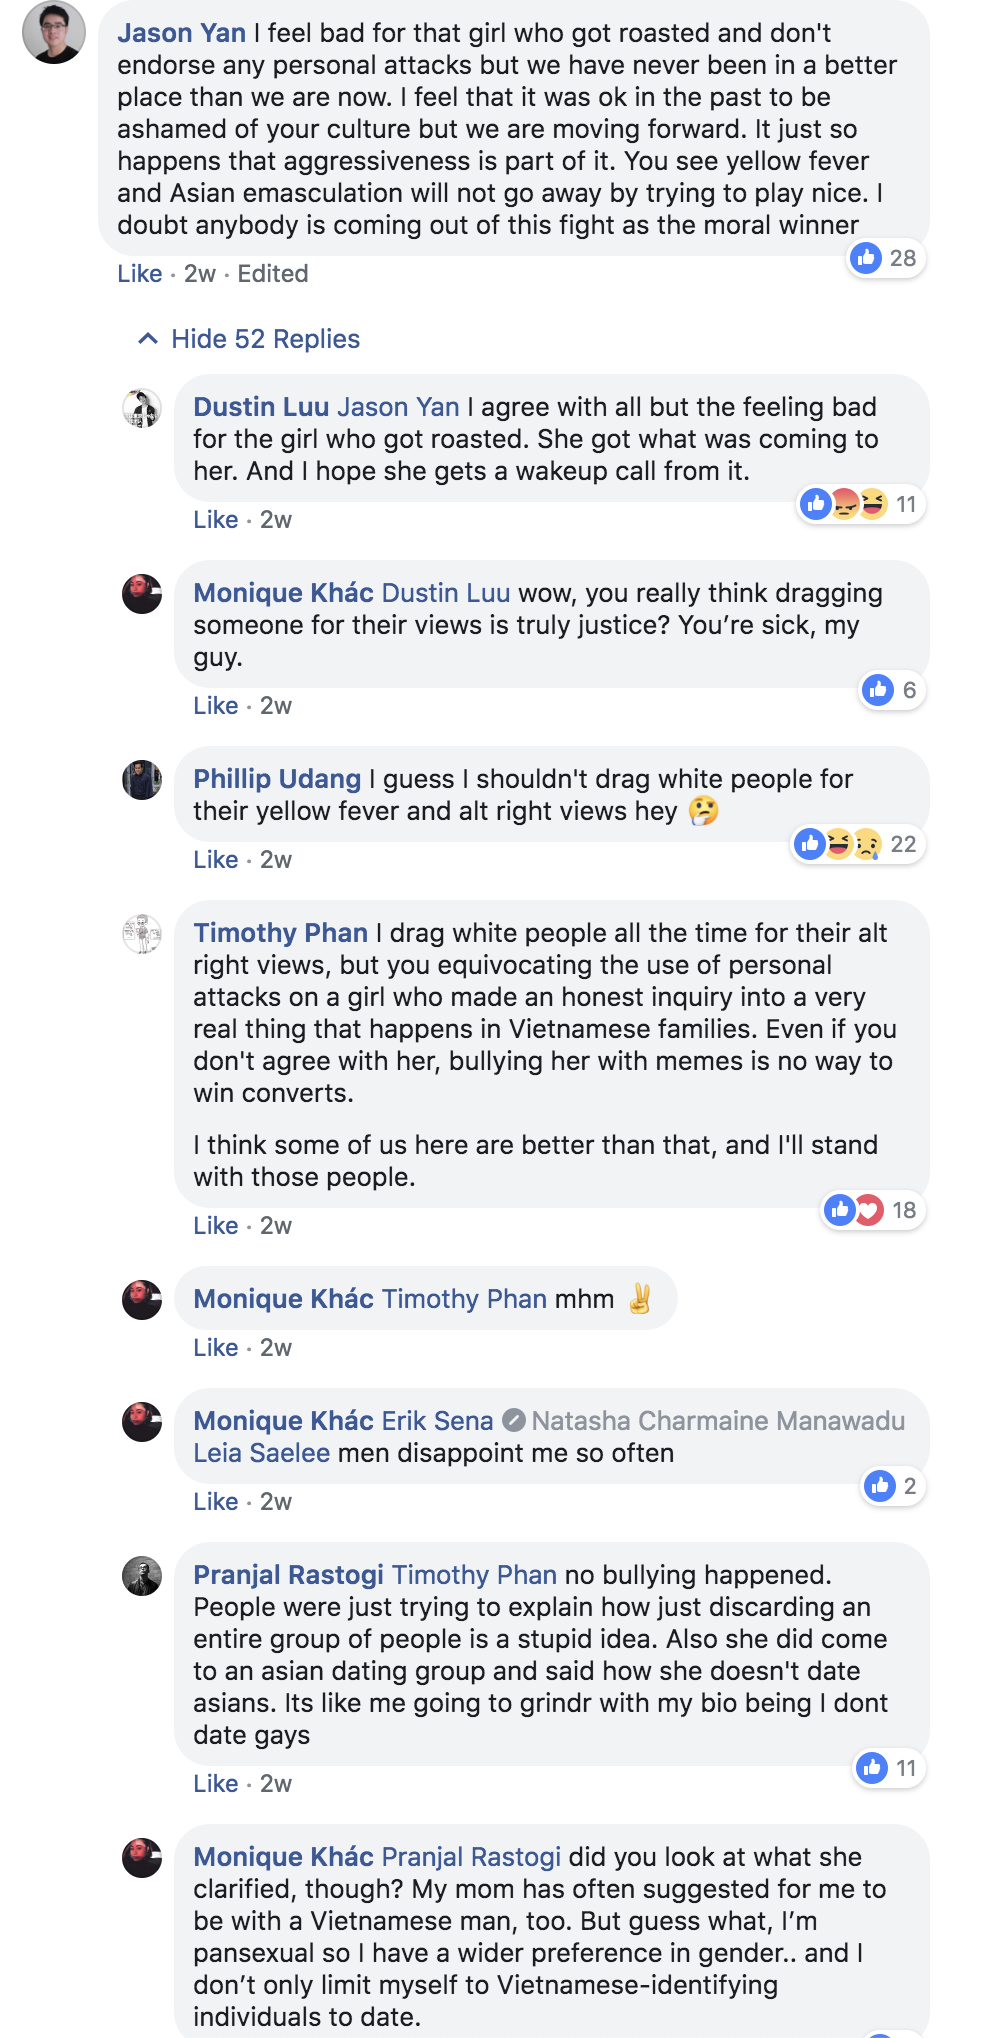 Jason Yan I feel bad for that girl who got roasted and don't
endorse any personal attacks but we have never been in a better
place than we are now. I feel that it was ok in the past to be
ashamed of your culture but we are moving forward. It just so
happens that aggressiveness is part of it. You see yellow fever
and Asian emasculation will not go away by trying to play nice. I
doubt anybody is coming out of this fight as the moral winner
28
Like · 2w · Edited
Hide 52 Replies
Dustin Luu Jason Yan I agree with all but the feeling bad
for the girl who got roasted. She got what was coming to
her. And I hope she gets a wakeup call from it.
11
Like · 2w
Monique Khác Dustin Luu wow, you really think dragging
someone for their views is truly justice? You’re sick, my
guy.
6
Like · 2w
Phillip Udang I guess I shouldn't drag white people for
their yellow fever and alt right views hey 🤔
22
Like · 2w
Timothy Phan I drag white people all the time for their alt
right views, but you equivocating the use of personal
attacks on a girl who made an honest inquiry into a very
real thing that happens in Vietnamese families. Even if you
don't agree with her, bullying her with memes is no way to
win converts.
I think some of us here are better than that, and I'll stand
with those people.
18
Like · 2w
Monique Khác Timothy Phan mhm ✌️
Like · 2w
Monique Khác Erik Sena Natasha Charmaine Manawadu
Leia Saelee men disappoint me so often
2
Like · 2w
Pranjal Rastogi Timothy Phan no bullying happened.
People were just trying to explain how just discarding an
entire group of people is a stupid idea. Also she did come
to an asian dating group and said how she doesn't date
asians. Its like me going to grindr with my bio being I dont
date gays
11
Like · 2w
Monique Khác Pranjal Rastogi did you look at what she
clarified, though? My mom has often suggested for me to
be with a Vietnamese man, too. But guess what, I’m
pansexual so I have a wider preference in gender.. and I
don’t only limit myself to Vietnamese-identifying
individuals to date.